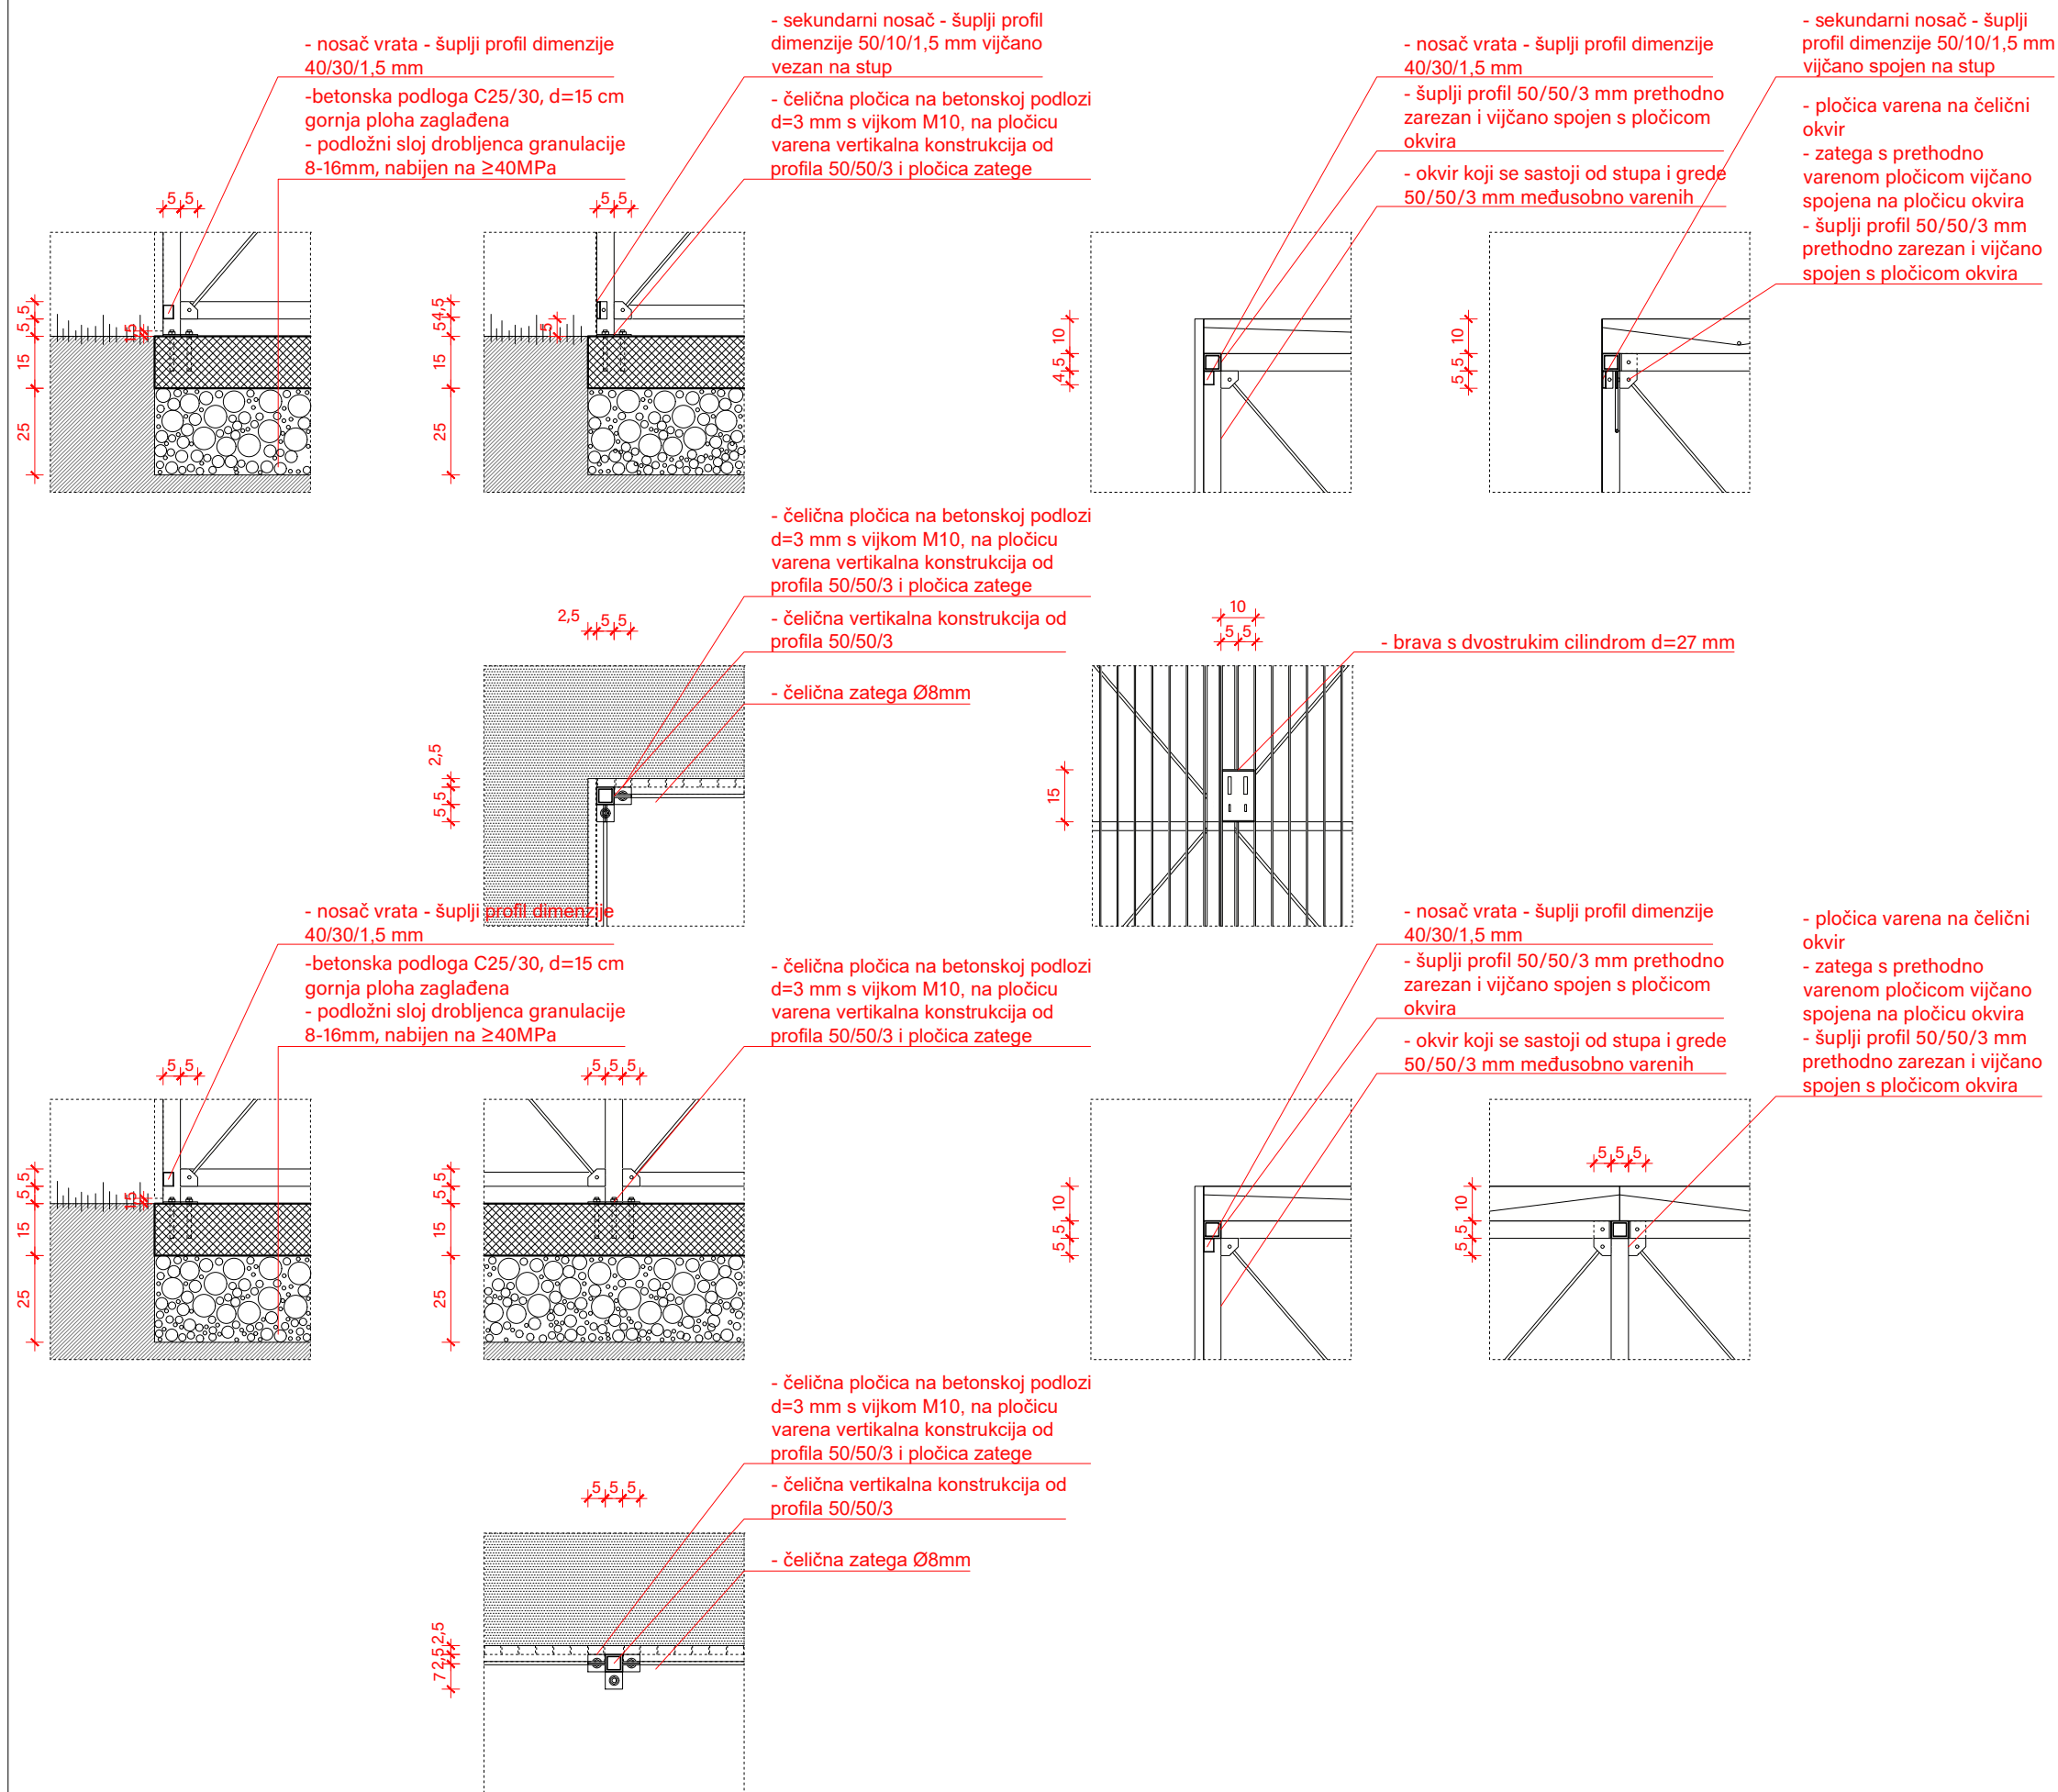 - nosač vrata - šuplji profil dimenzije
40/30/1,5 mm
-betonska podloga C25/30, d=15 cm
gornja ploha zaglađena
- podložni sloj drobljenca granulacije
8-16mm, nabijen na ≥40MPa
- sekundarni nosač - šuplji profil
dimenzije 50/10/1,5 mm vijčano
vezan na stup
- čelična pločica na betonskoj podlozi
d=3 mm s vijkom M10, na pločicu
varena vertikalna konstrukcija od
profila 50/50/3 i pločica zatege
- nosač vrata - šuplji profil dimenzije
40/30/1,5 mm
- šuplji profil 50/50/3 mm prethodno
zarezan i vijčano spojen s pločicom
okvira
- okvir koji se sastoji od stupa i grede
50/50/3 mm međusobno varenih
- sekundarni nosač - šuplji
profil dimenzije 50/10/1,5 mm
vijčano spojen na stup
- pločica varena na čelični
okvir
- zatega s prethodno
varenom pločicom vijčano
spojena na pločicu okvira
- šuplji profil 50/50/3 mm
prethodno zarezan i vijčano
spojen s pločicom okvira
5 5
5 5
15
15
25
5 5
4,5
5
5
15
25
10
4,5 5
10
5 5
- čelična pločica na betonskoj podlozi
d=3 mm s vijkom M10, na pločicu
varena vertikalna konstrukcija od
profila 50/50/3 i pločica zatege
- čelična vertikalna konstrukcija od
profila 50/50/3
- čelična zatega Ø8mm
2,5 5 5
2,5
5 5
10
5 5
15
- brava s dvostrukim cilindrom d=27 mm
- nosač vrata - šuplji profil dimenzije
40/30/1,5 mm
-betonska podloga C25/30, d=15 cm
gornja ploha zaglađena
- podložni sloj drobljenca granulacije
8-16mm, nabijen na ≥40MPa
- čelična pločica na betonskoj podlozi
d=3 mm s vijkom M10, na pločicu
varena vertikalna konstrukcija od
profila 50/50/3 i pločica zatege
- nosač vrata - šuplji profil dimenzije
40/30/1,5 mm
- šuplji profil 50/50/3 mm prethodno
zarezan i vijčano spojen s pločicom
okvira
- okvir koji se sastoji od stupa i grede
50/50/3 mm međusobno varenih
- pločica varena na čelični
okvir
- zatega s prethodno
varenom pločicom vijčano
spojena na pločicu okvira
- šuplji profil 50/50/3 mm
prethodno zarezan i vijčano
spojen s pločicom okvira
5 5
5 5
15
15
25
5 5 5
5 5
15
25
10
5 5
5 5 5
10
5 5
- čelična pločica na betonskoj podlozi
d=3 mm s vijkom M10, na pločicu
varena vertikalna konstrukcija od
profila 50/50/3 i pločica zatege
- čelična vertikalna konstrukcija od
profila 50/50/3
- čelična zatega Ø8mm
5 5 5
7 2,5 2,5